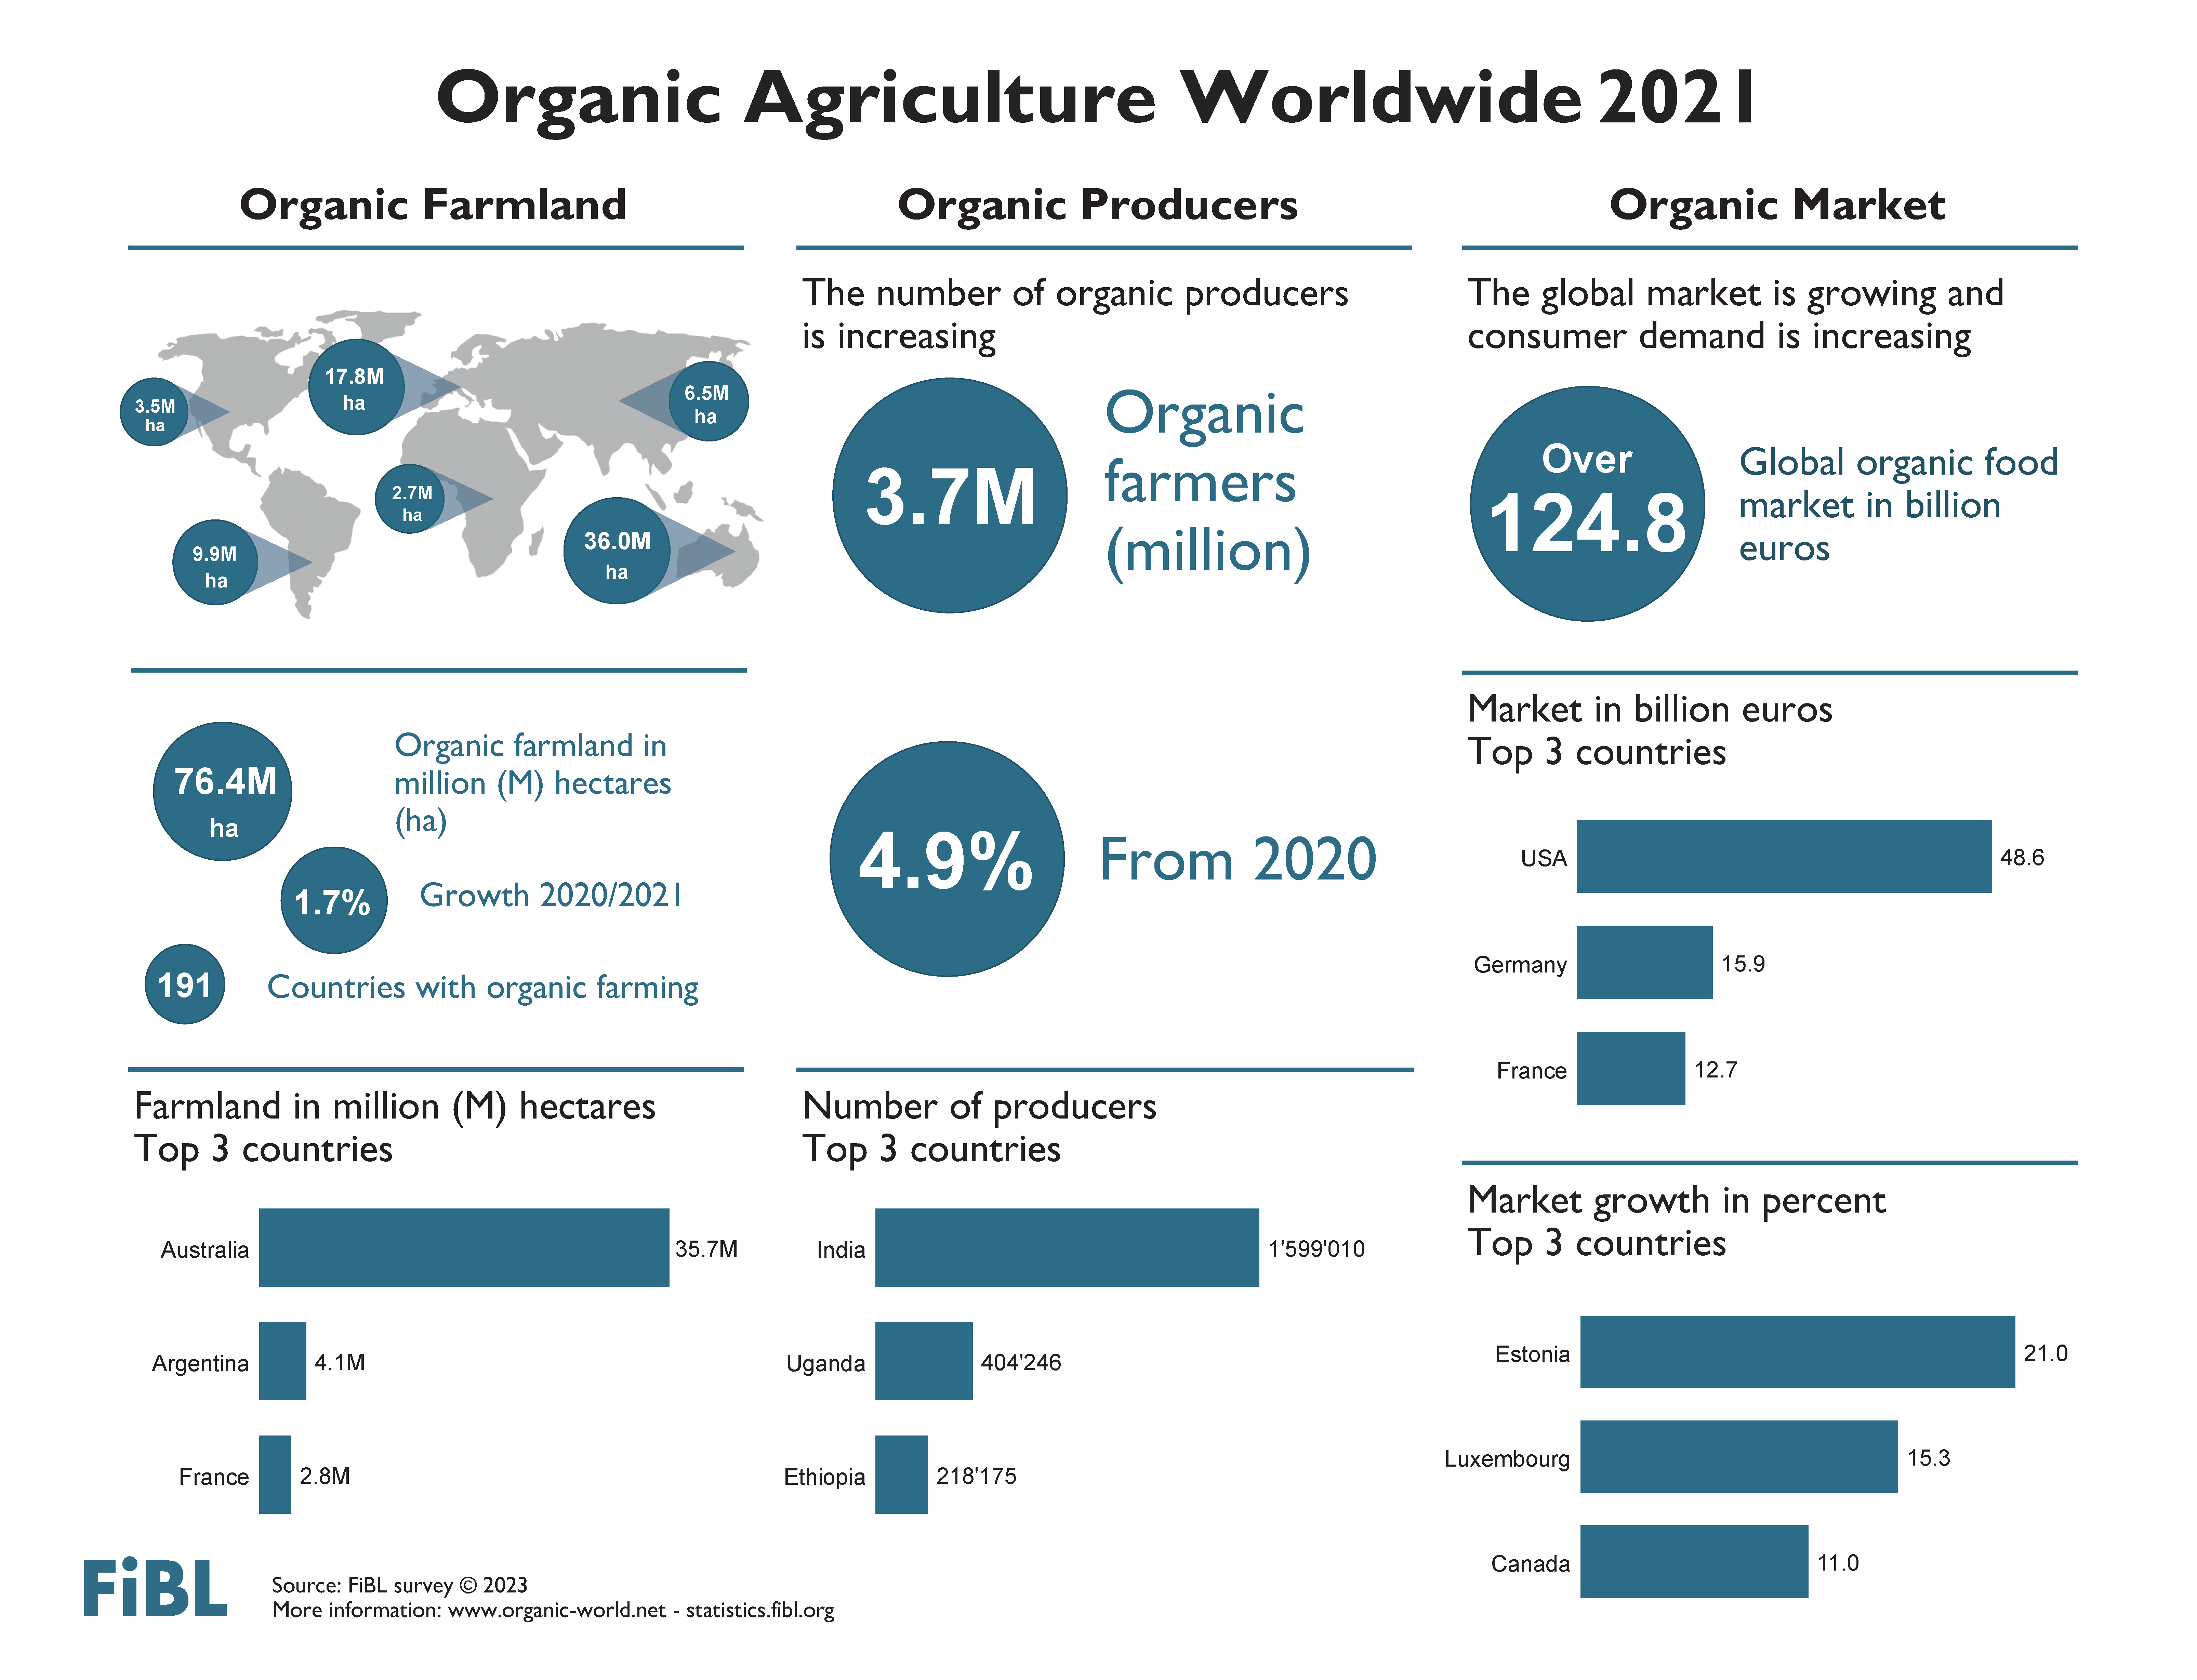 Organic Agriculture Worldwide 2021
Organic Farmland
3.5M
ha
17.8M
ha
6.5M
ha
2.7M
ha
9.9M
ha
36.0M
ha
76.4M
ha
Organic farmland in
million (M) hectares
(ha)
1.7%
Growth 2020/2021
191
Countries with organic farming
Farmland in million (M) hectares
Top 3 countries
Australia 35.7M
Argentina 4.1M
France 2.8M
Organic Producers
The number of organic producers
is increasing
3.7M
Organic
farmers
(million)
4.9%
From 2020
Number of producers
Top 3 countries
India 1'599'010
Uganda 404'246
Ethiopia 218'175
Organic Market
The global market is growing and
consumer demand is increasing
Over
124.8
Global organic food
market in billion
euros
Market in billion euros
Top 3 countries
USA 48.6
Germany 15.9
France 12.7
Market growth in percent
Top 3 countries
Estonia 21.0
Luxembourg 15.3
Canada 11.0
FiBL
Source: FiBL survey © 2023
More information: www.organic-world.net - statistics.fibl.org